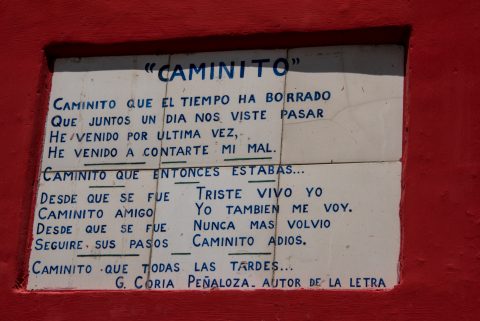 "CAMINITO"
CAMINITO QUE EL TIEMPO HA BORRADO
QUE JUNTOS UN DIA NOS VISTE PASAR
HE VENIDO POR ULTIMA VEZ,
HE VENIDO A CONTARTE MI MAL.
CAMINITO QUE ENTONCES ESTABAS...
DESDE QUE SE FUE TRISTE VIVO YO
CAMINITO AMIGO YO TAMBIEN ME VOY.
DESDE QUE SE FUE NUNCA MAS VOLVIO
SEGUIRE SUS PASOS CAMINITO ADIOS.
CAMINITO QUE TODAS LAS TARDES...
G. CORIA PEÑALOZA - AUTOR DE LA LETRA